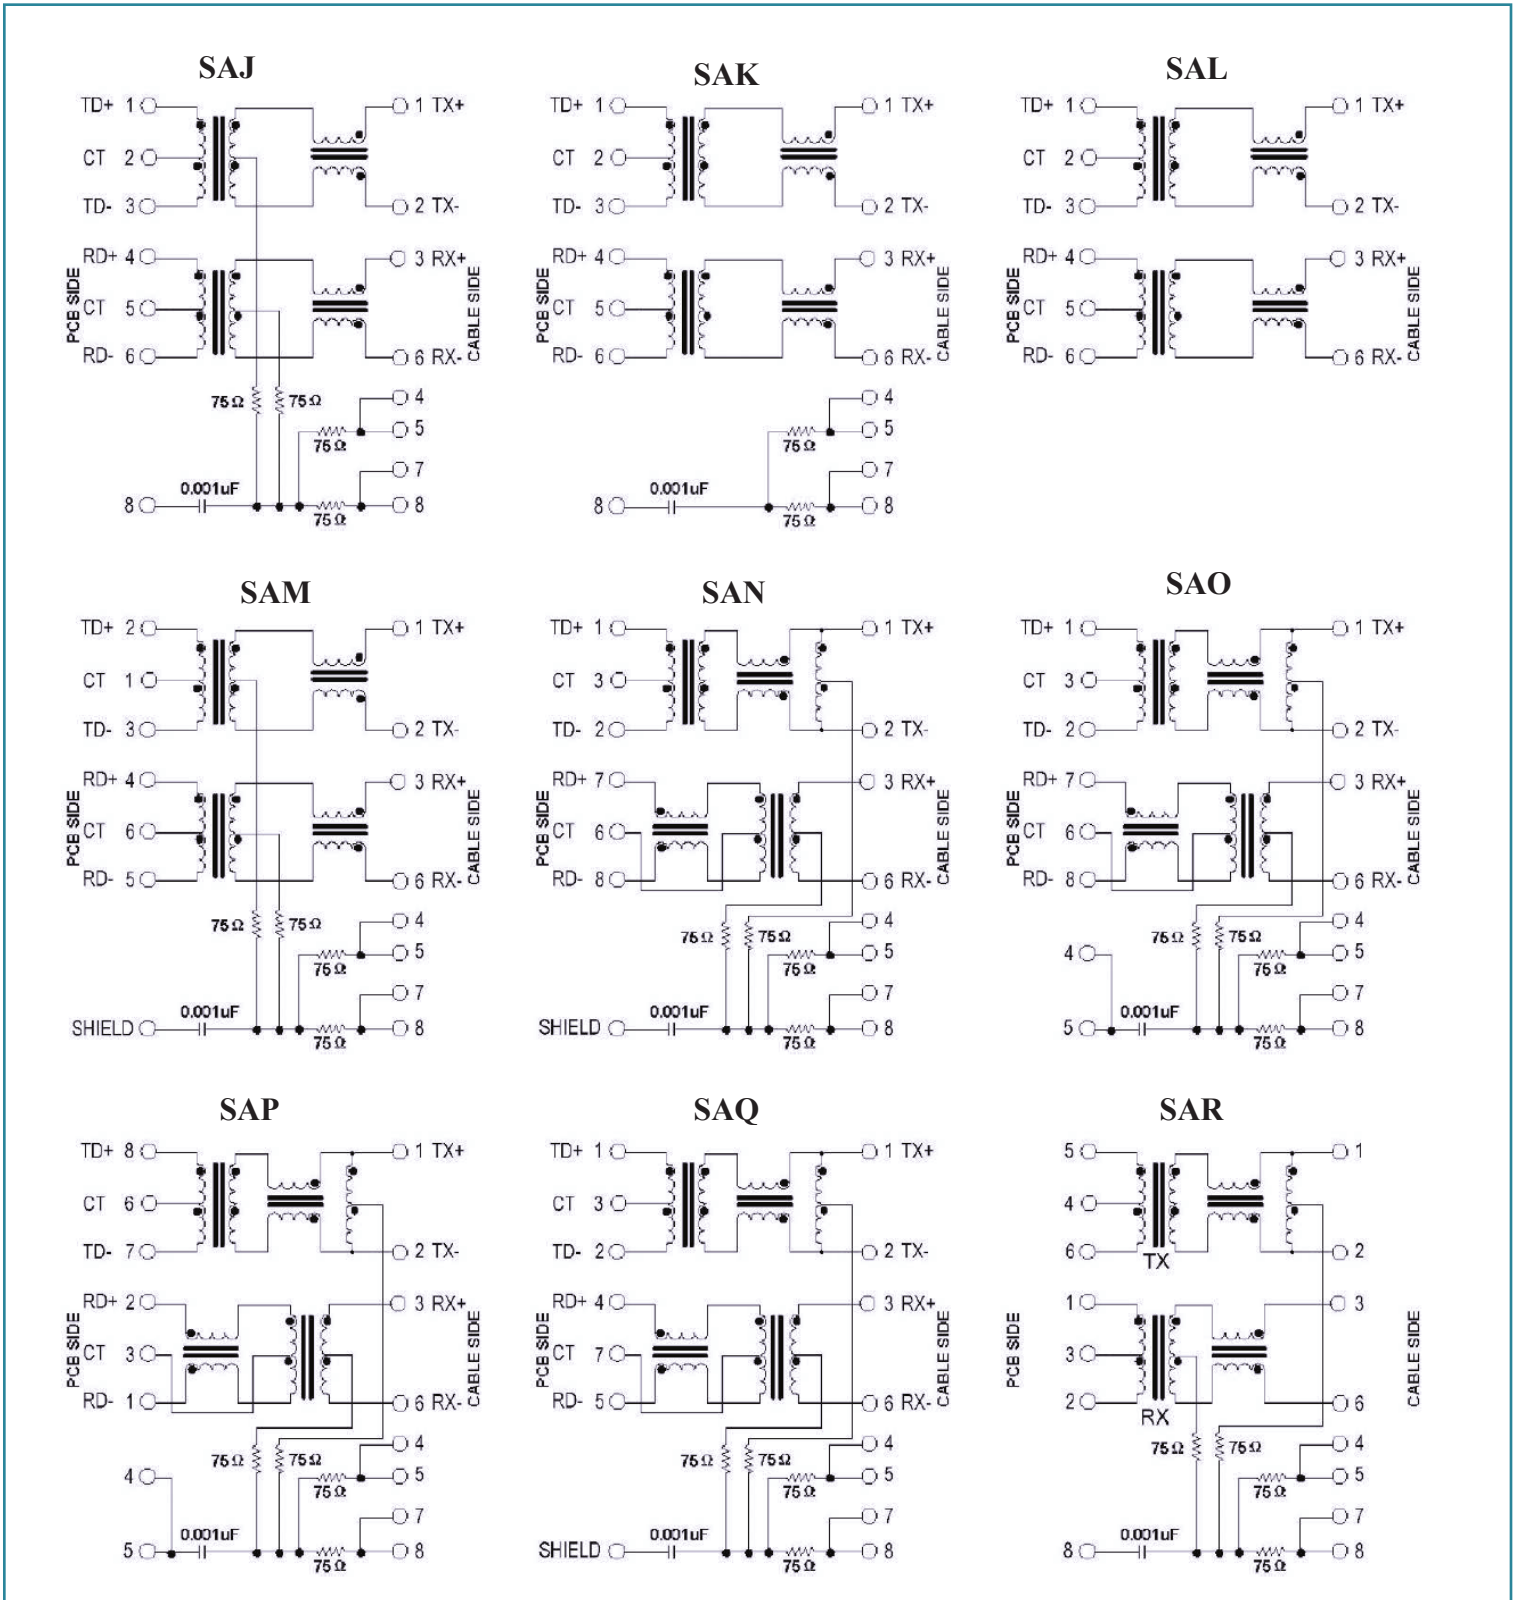 SAJ
TD+ 1
CT 2
TD- 3
RD+ 4
CT 5
RD- 6
PCB SIDE
1 TX+
2 TX-
3 RX+
6 RX-
CABLE SIDE
75Ω 75Ω
4
75Ω 5
7
8 0.001uF
75Ω 8
SAK
TD+ 1
CT 2
TD- 3
RD+ 4
CT 5
RD- 6
PCB SIDE
1 TX+
2 TX-
3 RX+
6 RX-
CABLE SIDE
4
75Ω 5
7
8 0.001uF
75Ω 8
SAL
TD+ 1
CT 2
TD- 3
RD+ 4
CT 5
RD- 6
PCB SIDE
1 TX+
2 TX-
3 RX+
6 RX-
CABLE SIDE
SAM
TD+ 2
CT 1
TD- 3
RD+ 4
CT 6
RD- 5
PCB SIDE
1 TX+
2 TX-
3 RX+
6 RX-
CABLE SIDE
75Ω 75Ω
4
75Ω 5
7
SHIELD 0.001uF
75Ω 8
SAN
TD+ 1
CT 3
TD- 2
RD+ 7
CT 6
RD- 8
PCB SIDE
1 TX+
2 TX-
3 RX+
6 RX-
CABLE SIDE
75Ω 75Ω
4
75Ω 5
7
SHIELD 0.001uF
75Ω 8
SAO
TD+ 1
CT 3
TD- 2
RD+ 7
CT 6
RD- 8
PCB SIDE
1 TX+
2 TX-
3 RX+
6 RX-
CABLE SIDE
75Ω 75Ω
4
4 75Ω 5
7
5 0.001uF
75Ω 8
SAP
TD+ 8
CT 6
TD- 7
RD+ 2
CT 3
RD- 1
PCB SIDE
1 TX+
2 TX-
3 RX+
6 RX-
CABLE SIDE
75Ω 75Ω
4
4 75Ω 5
7
5 0.001uF
75Ω 8
SAQ
TD+ 1
CT 3
TD- 2
RD+ 4
CT 7
RD- 5
PCB SIDE
1 TX+
2 TX-
3 RX+
6 RX-
CABLE SIDE
75Ω 75Ω
4
75Ω 5
7
SHIELD 0.001uF
75Ω 8
SAR
5
4
6
TX
1
3
2
RX
PCB SIDE
1
2
3
6
CABLE SIDE
75Ω 75Ω
4
75Ω 5
7
8 0.001uF
75Ω 8